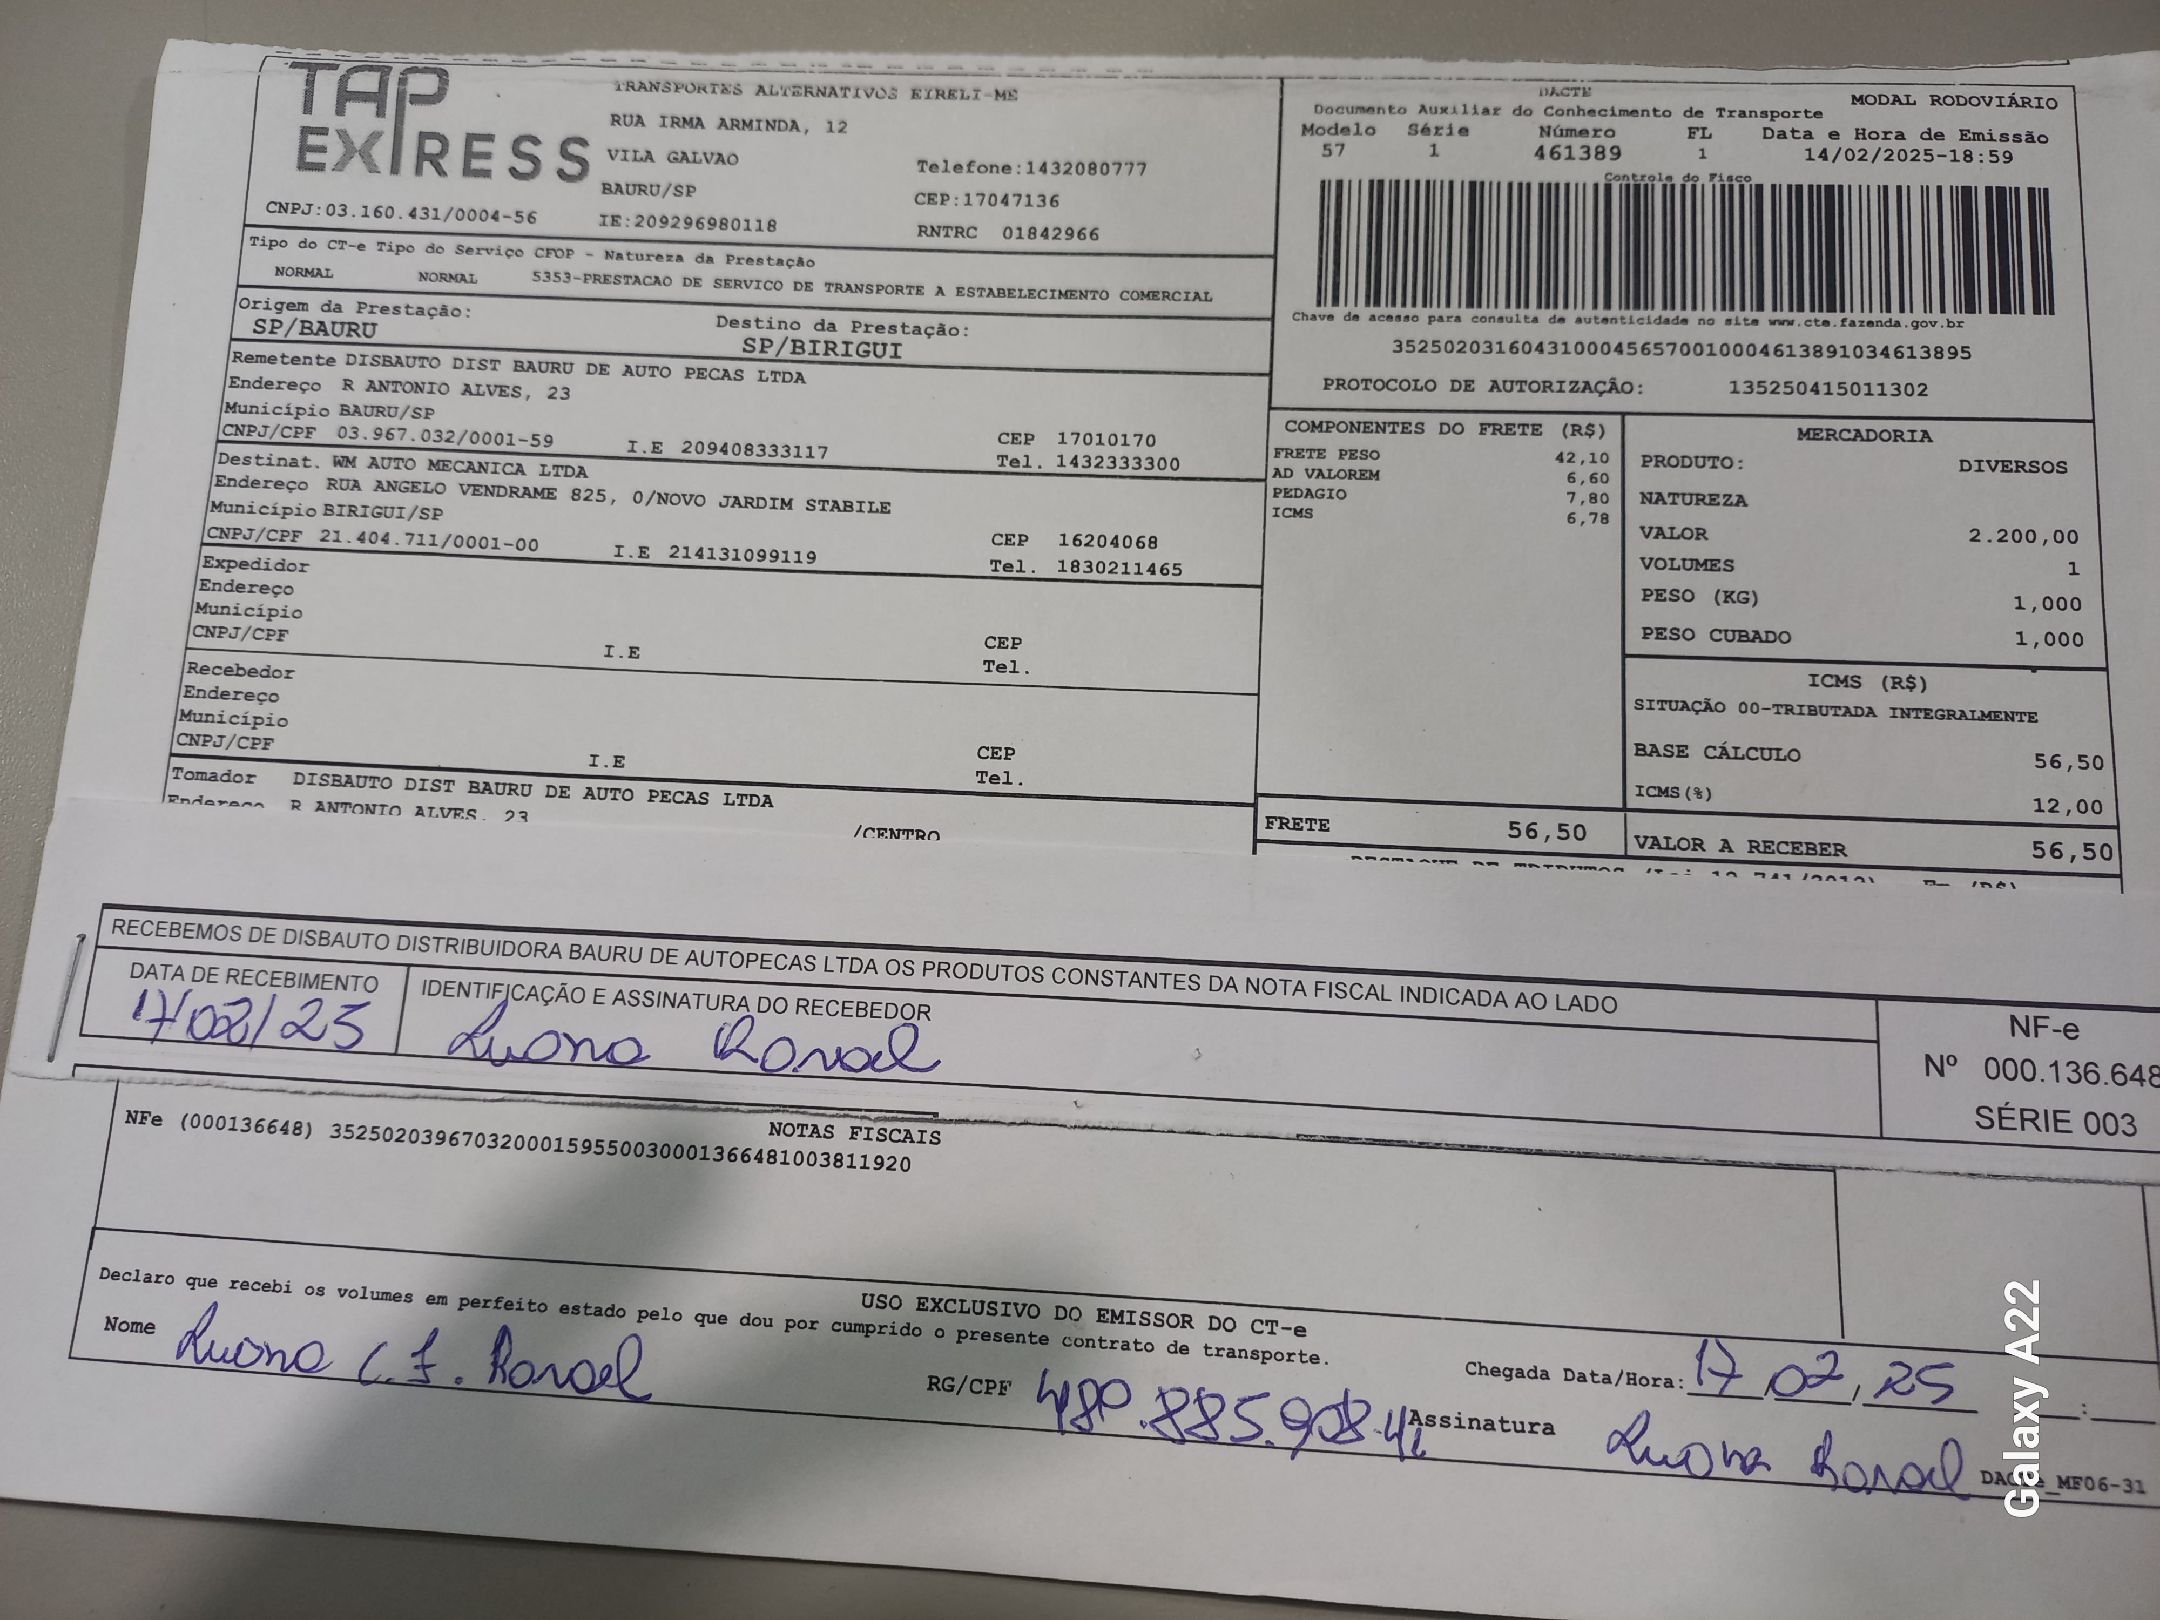 TAP EXPRESS
TRANSPORTES ALTERNATIVOS EIRELI-ME
RUA IRMA ARMINDA, 12
VILA GALVAO
Telefone:1432080777
BAURU/SP
CEP:17047136
CNPJ:03.160.431/0004-56
IE:209296980118
RNTRC 01842966
DACTE
MODAL RODOVIÁRIO
Documento Auxiliar do Conhecimento de Transporte
Modelo Série Número FL Data e Hora de Emissão
57 1 461389 1 14/02/2025-18:59
Controle do Fisco
Chave de acesso para consulta de autenticidade no site www.cte.fazenda.gov.br
35250203160431000456570010004613891034613895
PROTOCOLO DE AUTORIZAÇÃO: 135250415011302
Tipo do CT-e Tipo do Serviço CFOP - Natureza da Prestação
NORMAL NORMAL 5353-PRESTACAO DE SERVICO DE TRANSPORTE A ESTABELECIMENTO COMERCIAL
Origem da Prestação: Destino da Prestação:
SP/BAURU SP/BIRIGUI
Remetente DISBAUTO DIST BAURU DE AUTO PECAS LTDA
Endereço R ANTONIO ALVES, 23
Município BAURU/SP CEP 17010170
CNPJ/CPF 03.967.032/0001-59 I.E 209408333117 Tel. 1432333300
Destinat. WM AUTO MECANICA LTDA
Endereço RUA ANGELO VENDRAME 825, 0/NOVO JARDIM STABILE
Município BIRIGUI/SP CEP 16204068
CNPJ/CPF 21.404.711/0001-00 I.E 214131099119 Tel. 1830211465
Expedidor
Endereço
Município CEP
CNPJ/CPF I.E Tel.
Recebedor
Endereço
Município CEP
CNPJ/CPF I.E Tel.
Tomador DISBAUTO DIST BAURU DE AUTO PECAS LTDA
Endereço R ANTONIO ALVES, 23 /CENTRO
COMPONENTES DO FRETE (R$)
FRETE PESO 42,10
AD VALOREM 6,60
PEDAGIO 7,80
ICMS 6,78
FRETE 56,50
MERCADORIA
PRODUTO: DIVERSOS
NATUREZA
VALOR 2.200,00
VOLUMES 1
PESO (KG) 1,000
PESO CUBADO 1,000
ICMS (R$)
SITUAÇÃO 00-TRIBUTADA INTEGRALMENTE
BASE CÁLCULO 56,50
ICMS(%) 12,00
VALOR A RECEBER 56,50
RECEBEMOS DE DISBAUTO DISTRIBUIDORA BAURU DE AUTOPECAS LTDA OS PRODUTOS CONSTANTES DA NOTA FISCAL INDICADA AO LADO
DATA DE RECEBIMENTO IDENTIFICAÇÃO E ASSINATURA DO RECEBEDOR
17/02/25
NF-e
Nº 000.136.648
SÉRIE 003
NOTAS FISCAIS
NFe (000136648) 35250203967032000159550030001366481003811920
USO EXCLUSIVO DO EMISSOR DO CT-e
Declaro que recebi os volumes em perfeito estado pelo que dou por cumprido o presente contrato de transporte.
Nome
RG/CPF
Chegada Data/Hora: 17,02,25 :
Assinatura
MF06-31
Galaxy A22